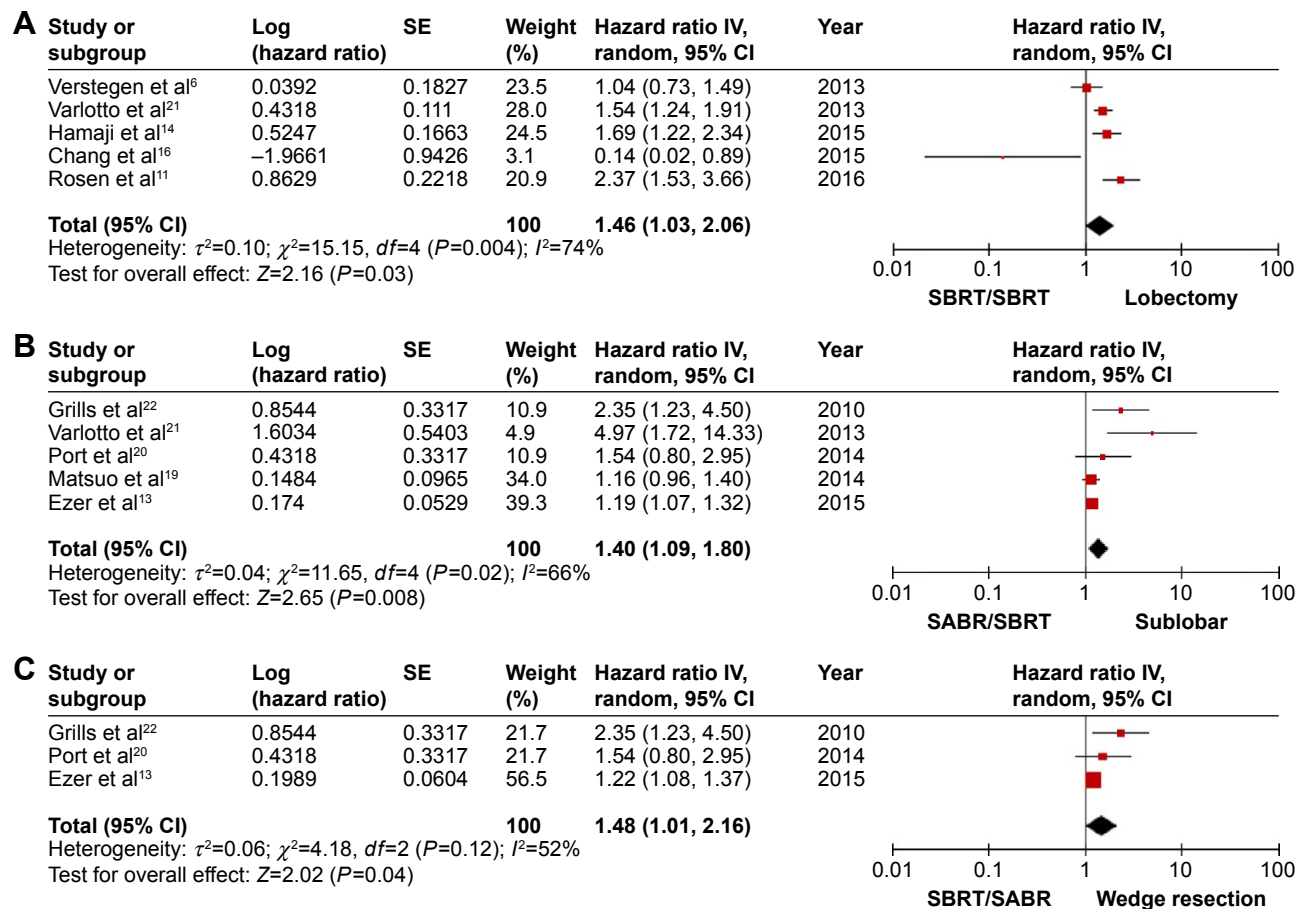 A Study or subgroup Log (hazard ratio) SE Weight (%) Hazard ratio IV, random, 95% CI Year Hazard ratio IV, random, 95% CI
Verstegen et al6 0.0392 0.1827 23.5 1.04 (0.73, 1.49) 2013
Varlotto et al21 0.4318 0.111 28.0 1.54 (1.24, 1.91) 2013
Hamaji et al14 0.5247 0.1663 24.5 1.69 (1.22, 2.34) 2015
Chang et al16 –1.9661 0.9426 3.1 0.14 (0.02, 0.89) 2015
Rosen et al11 0.8629 0.2218 20.9 2.37 (1.53, 3.66) 2016
Total (95% CI) 100 1.46 (1.03, 2.06)
Heterogeneity: τ²=0.10; χ²=15.15, df=4 (P=0.004); I²=74%
Test for overall effect: Z=2.16 (P=0.03)
0.01 0.1 1 10 100
SBRT/SBRT Lobectomy
B Study or subgroup Log (hazard ratio) SE Weight (%) Hazard ratio IV, random, 95% CI Year Hazard ratio IV, random, 95% CI
Grills et al22 0.8544 0.3317 10.9 2.35 (1.23, 4.50) 2010
Varlotto et al21 1.6034 0.5403 4.9 4.97 (1.72, 14.33) 2013
Port et al20 0.4318 0.3317 10.9 1.54 (0.80, 2.95) 2014
Matsuo et al19 0.1484 0.0965 34.0 1.16 (0.96, 1.40) 2014
Ezer et al13 0.174 0.0529 39.3 1.19 (1.07, 1.32) 2015
Total (95% CI) 100 1.40 (1.09, 1.80)
Heterogeneity: τ²=0.04; χ²=11.65, df=4 (P=0.02); I²=66%
Test for overall effect: Z=2.65 (P=0.008)
0.01 0.1 1 10 100
SABR/SBRT Sublobar
C Study or subgroup Log (hazard ratio) SE Weight (%) Hazard ratio IV, random, 95% CI Year Hazard ratio IV, random, 95% CI
Grills et al22 0.8544 0.3317 21.7 2.35 (1.23, 4.50) 2010
Port et al20 0.4318 0.3317 21.7 1.54 (0.80, 2.95) 2014
Ezer et al13 0.1989 0.0604 56.5 1.22 (1.08, 1.37) 2015
Total (95% CI) 100 1.48 (1.01, 2.16)
Heterogeneity: τ²=0.06; χ²=4.18, df=2 (P=0.12); I²=52%
Test for overall effect: Z=2.02 (P=0.04)
0.01 0.1 1 10 100
SBRT/SABR Wedge resection